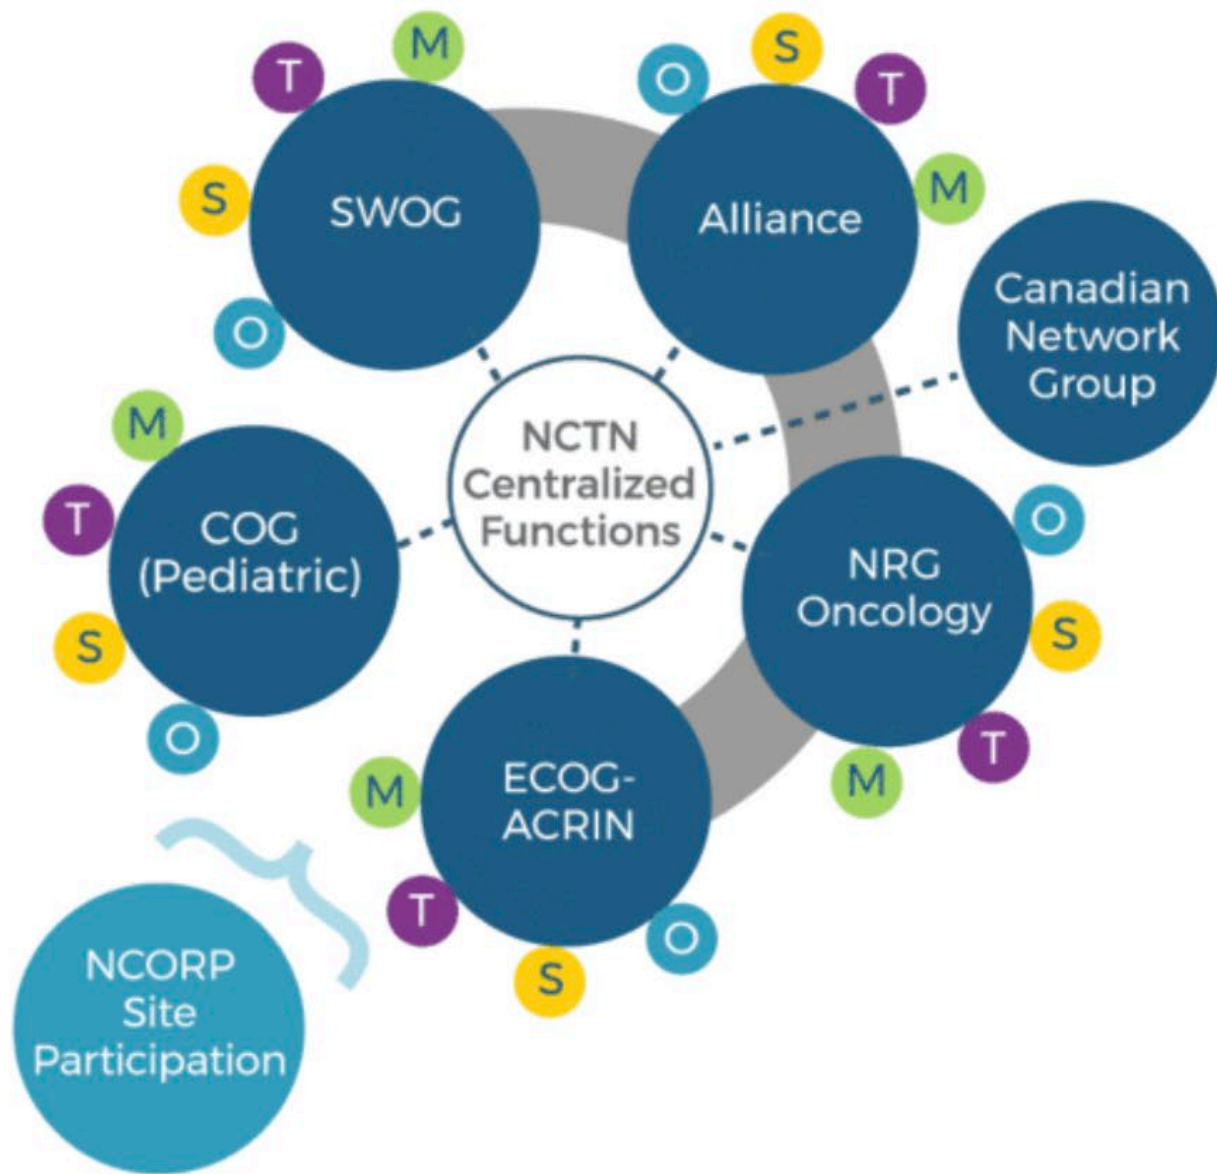 M
T
S
O
SWOG
O
S
T
M
Alliance
Canadian
Network
Group
NCTN
Centralized
Functions
M
T
S
O
COG
(Pediatric)
O
S
T
M
NRG
Oncology
M
T
S
O
ECOG-
ACRIN
NCORP
Site
Participation